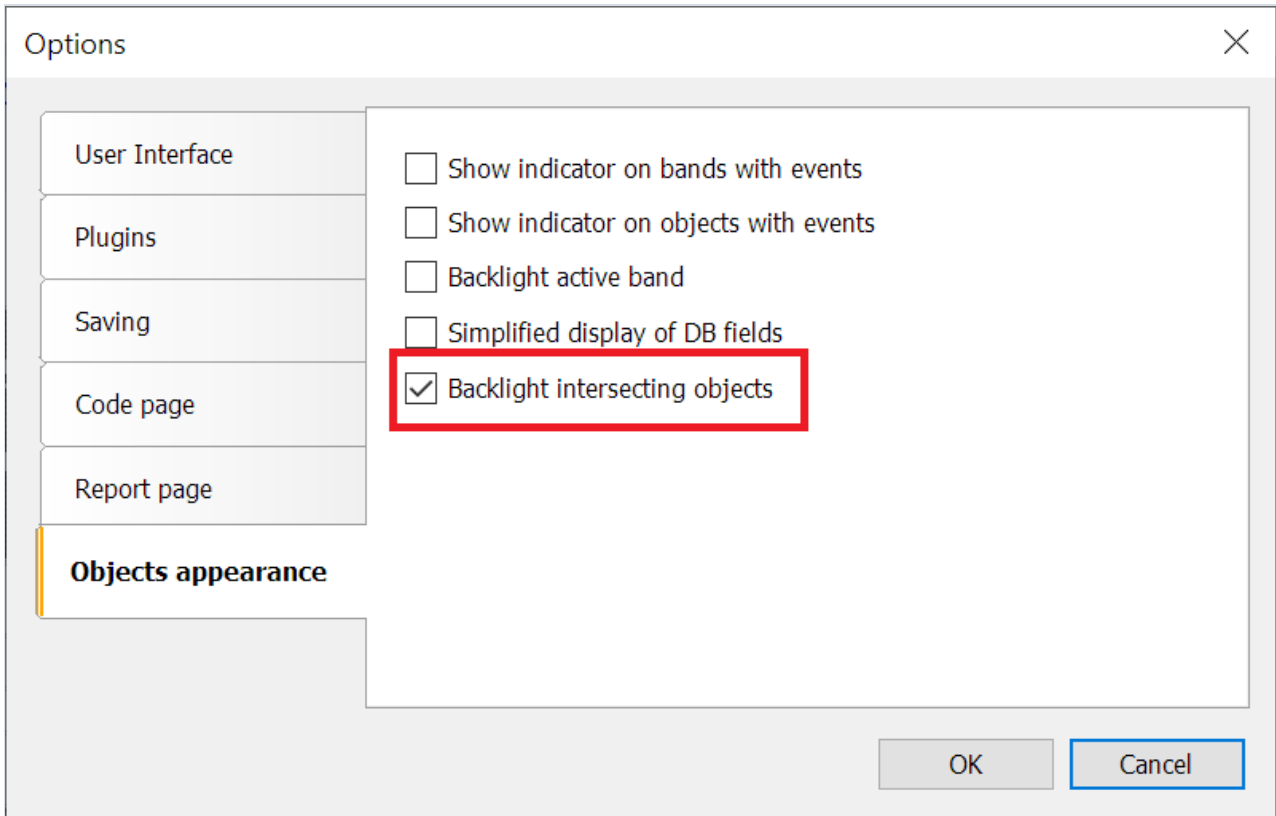 Options
User Interface
Plugins
Saving
Code page
Report page
Objects appearance
Show indicator on bands with events
Show indicator on objects with events
Backlight active band
Simplified display of DB fields
Backlight intersecting objects
OK
Cancel